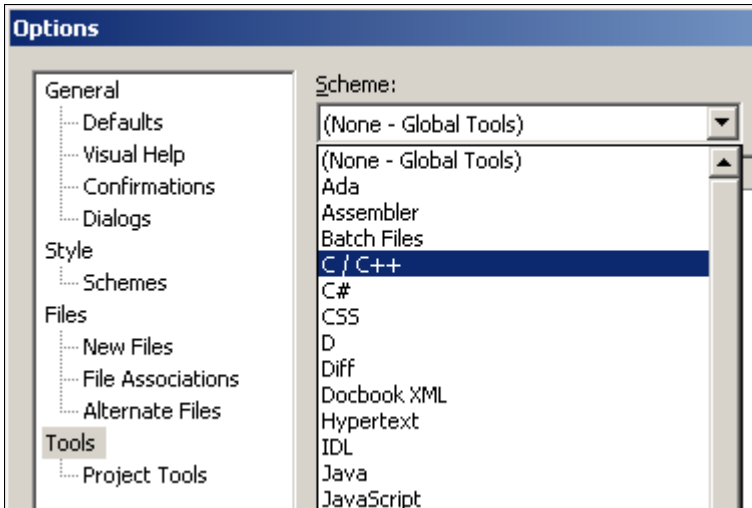 Options
General
Defaults
Visual Help
Confirmations
Dialogs
Style
Schemes
Files
New Files
File Associations
Alternate Files
Tools
Project Tools
Scheme:
(None - Global Tools)
(None - Global Tools)
Ada
Assembler
Batch Files
C / C++
C#
CSS
D
Diff
Docbook XML
Hypertext
IDL
Java
JavaScript